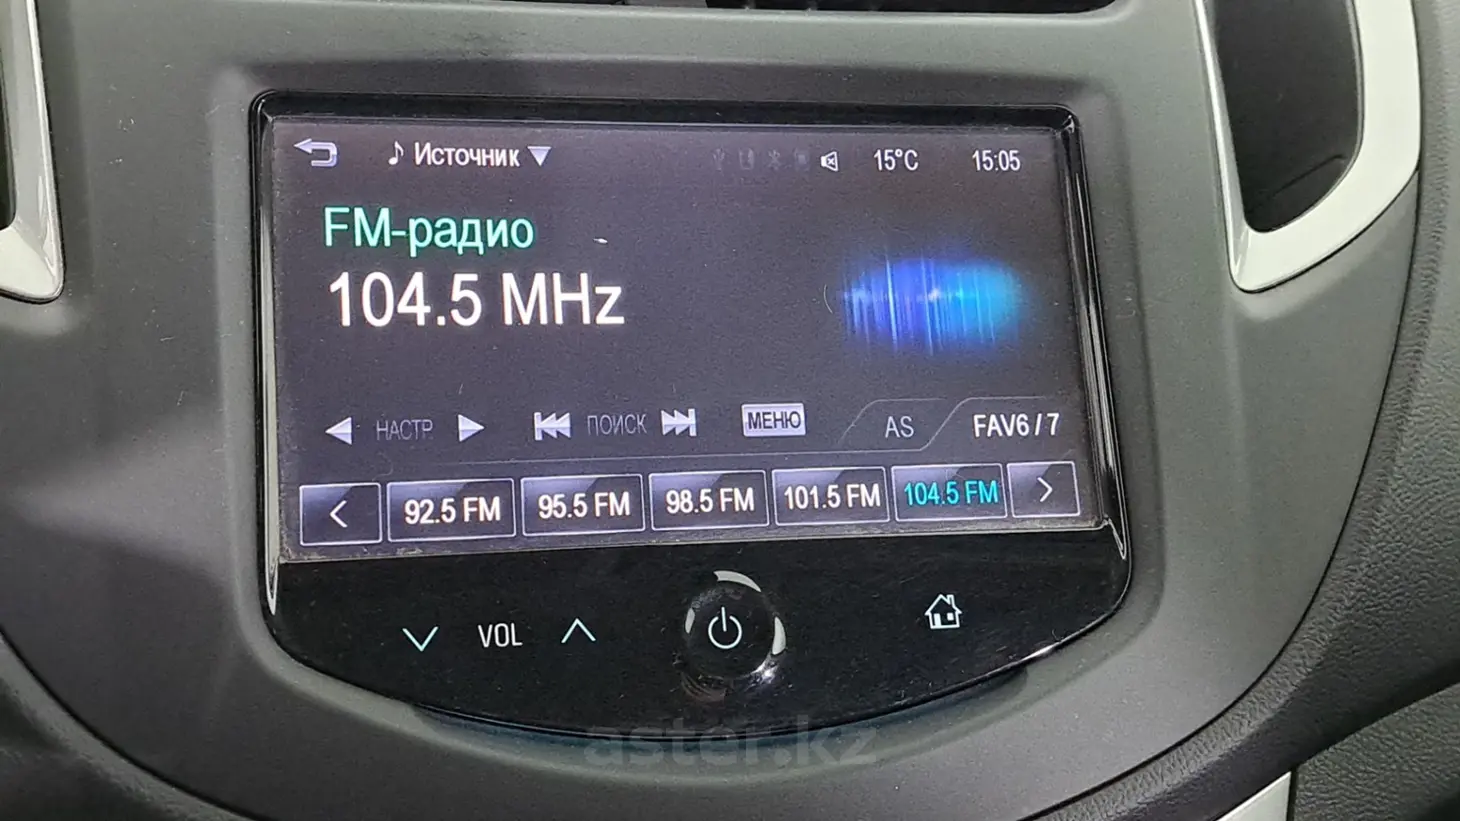 Источник 15°C 15:05
FM-радио
104.5 MHz
НАСТР. ПОИСК МЕНЮ AS FAV6 / 7
< 92.5 FM 95.5 FM 98.5 FM 101.5 FM 104.5 FM >
VOL
aster.kz